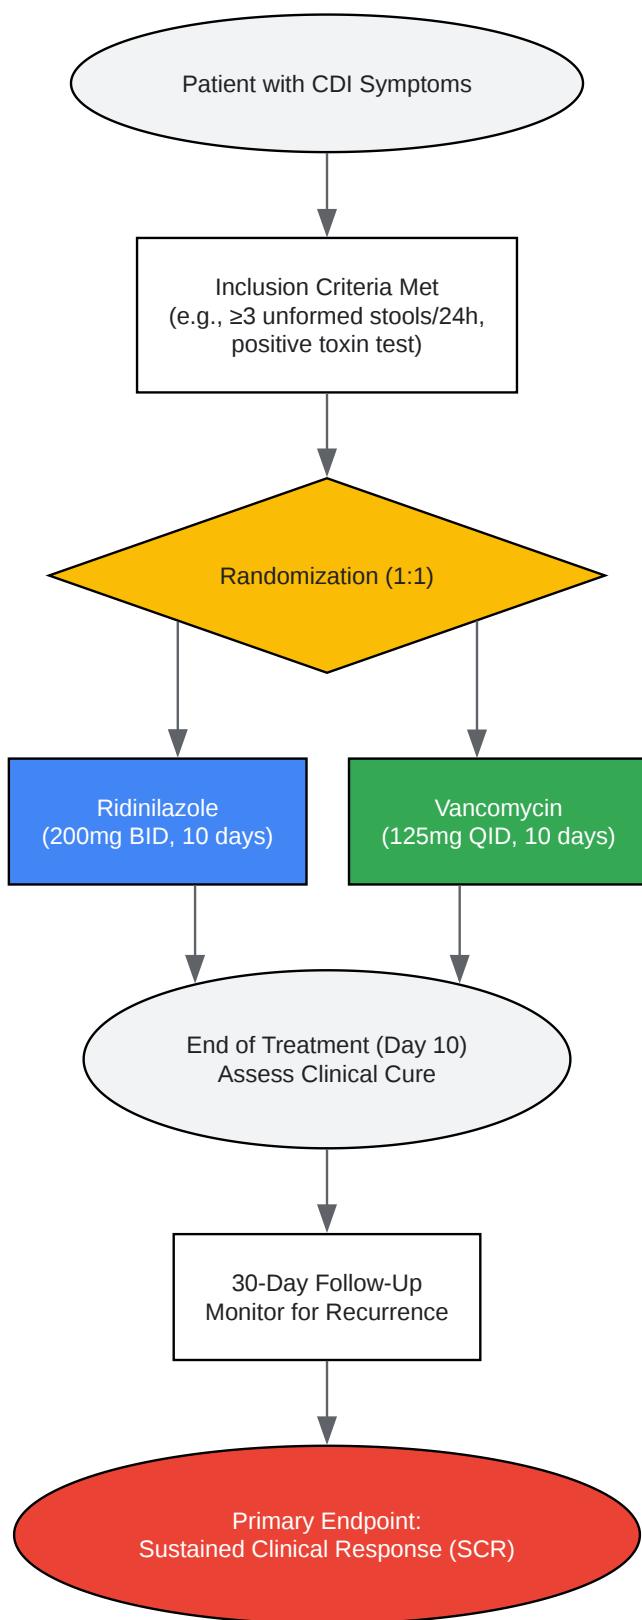 Patient with CDI Symptoms
Inclusion Criteria Met
(e.g., ≥3 unformed stools/24h,
positive toxin test)
Randomization (1:1)
Ridinilazole
(200mg BID, 10 days)
Vancomycin
(125mg QID, 10 days)
End of Treatment (Day 10)
Assess Clinical Cure
30-Day Follow-Up
Monitor for Recurrence
Primary Endpoint:
Sustained Clinical Response (SCR)